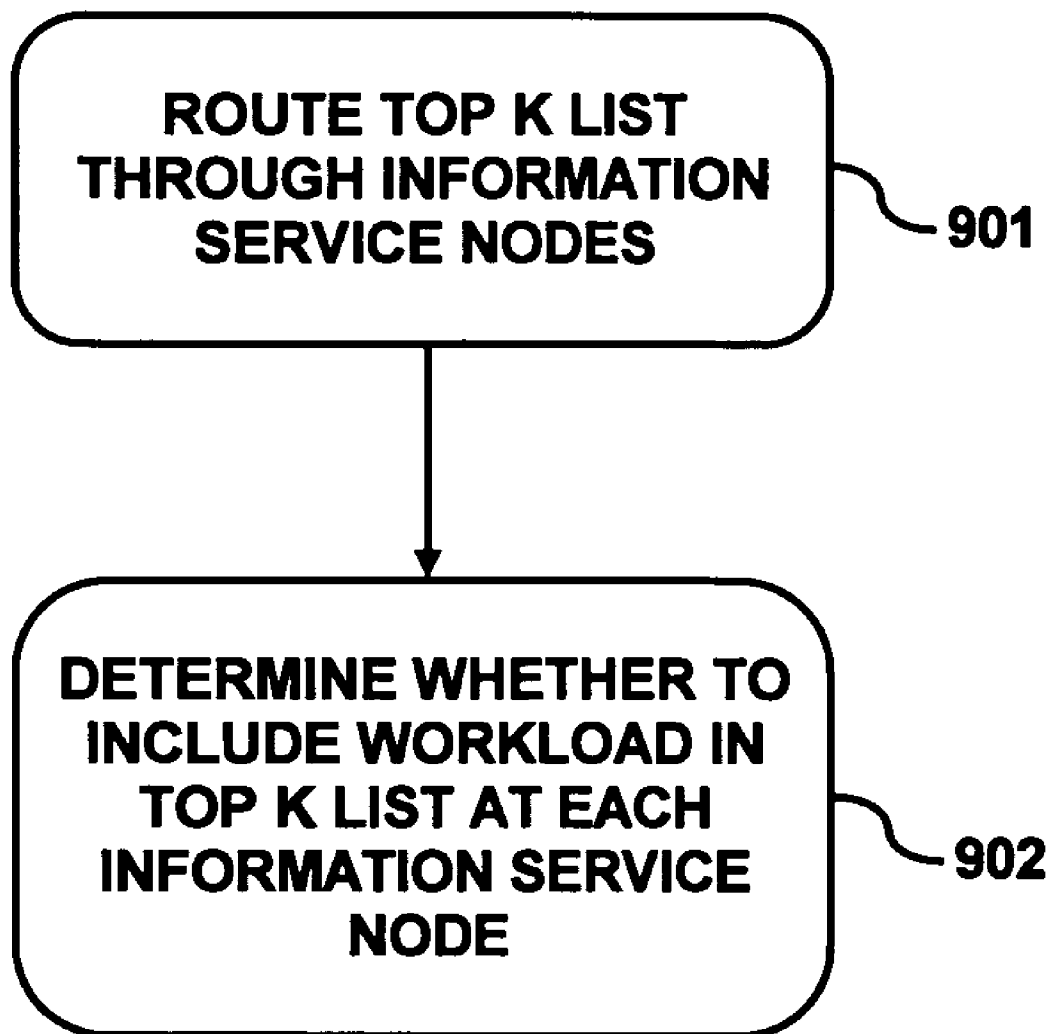 ROUTE TOP K LIST
THROUGH INFORMATION
SERVICE NODES
901
DETERMINE WHETHER TO
INCLUDE WORKLOAD IN
TOP K LIST AT EACH
INFORMATION SERVICE
NODE
902